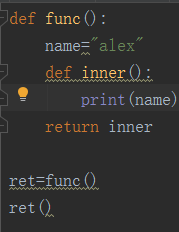 def func():
    name="alex"
    def inner():
        print(name)
    return inner

ret=func()
ret()